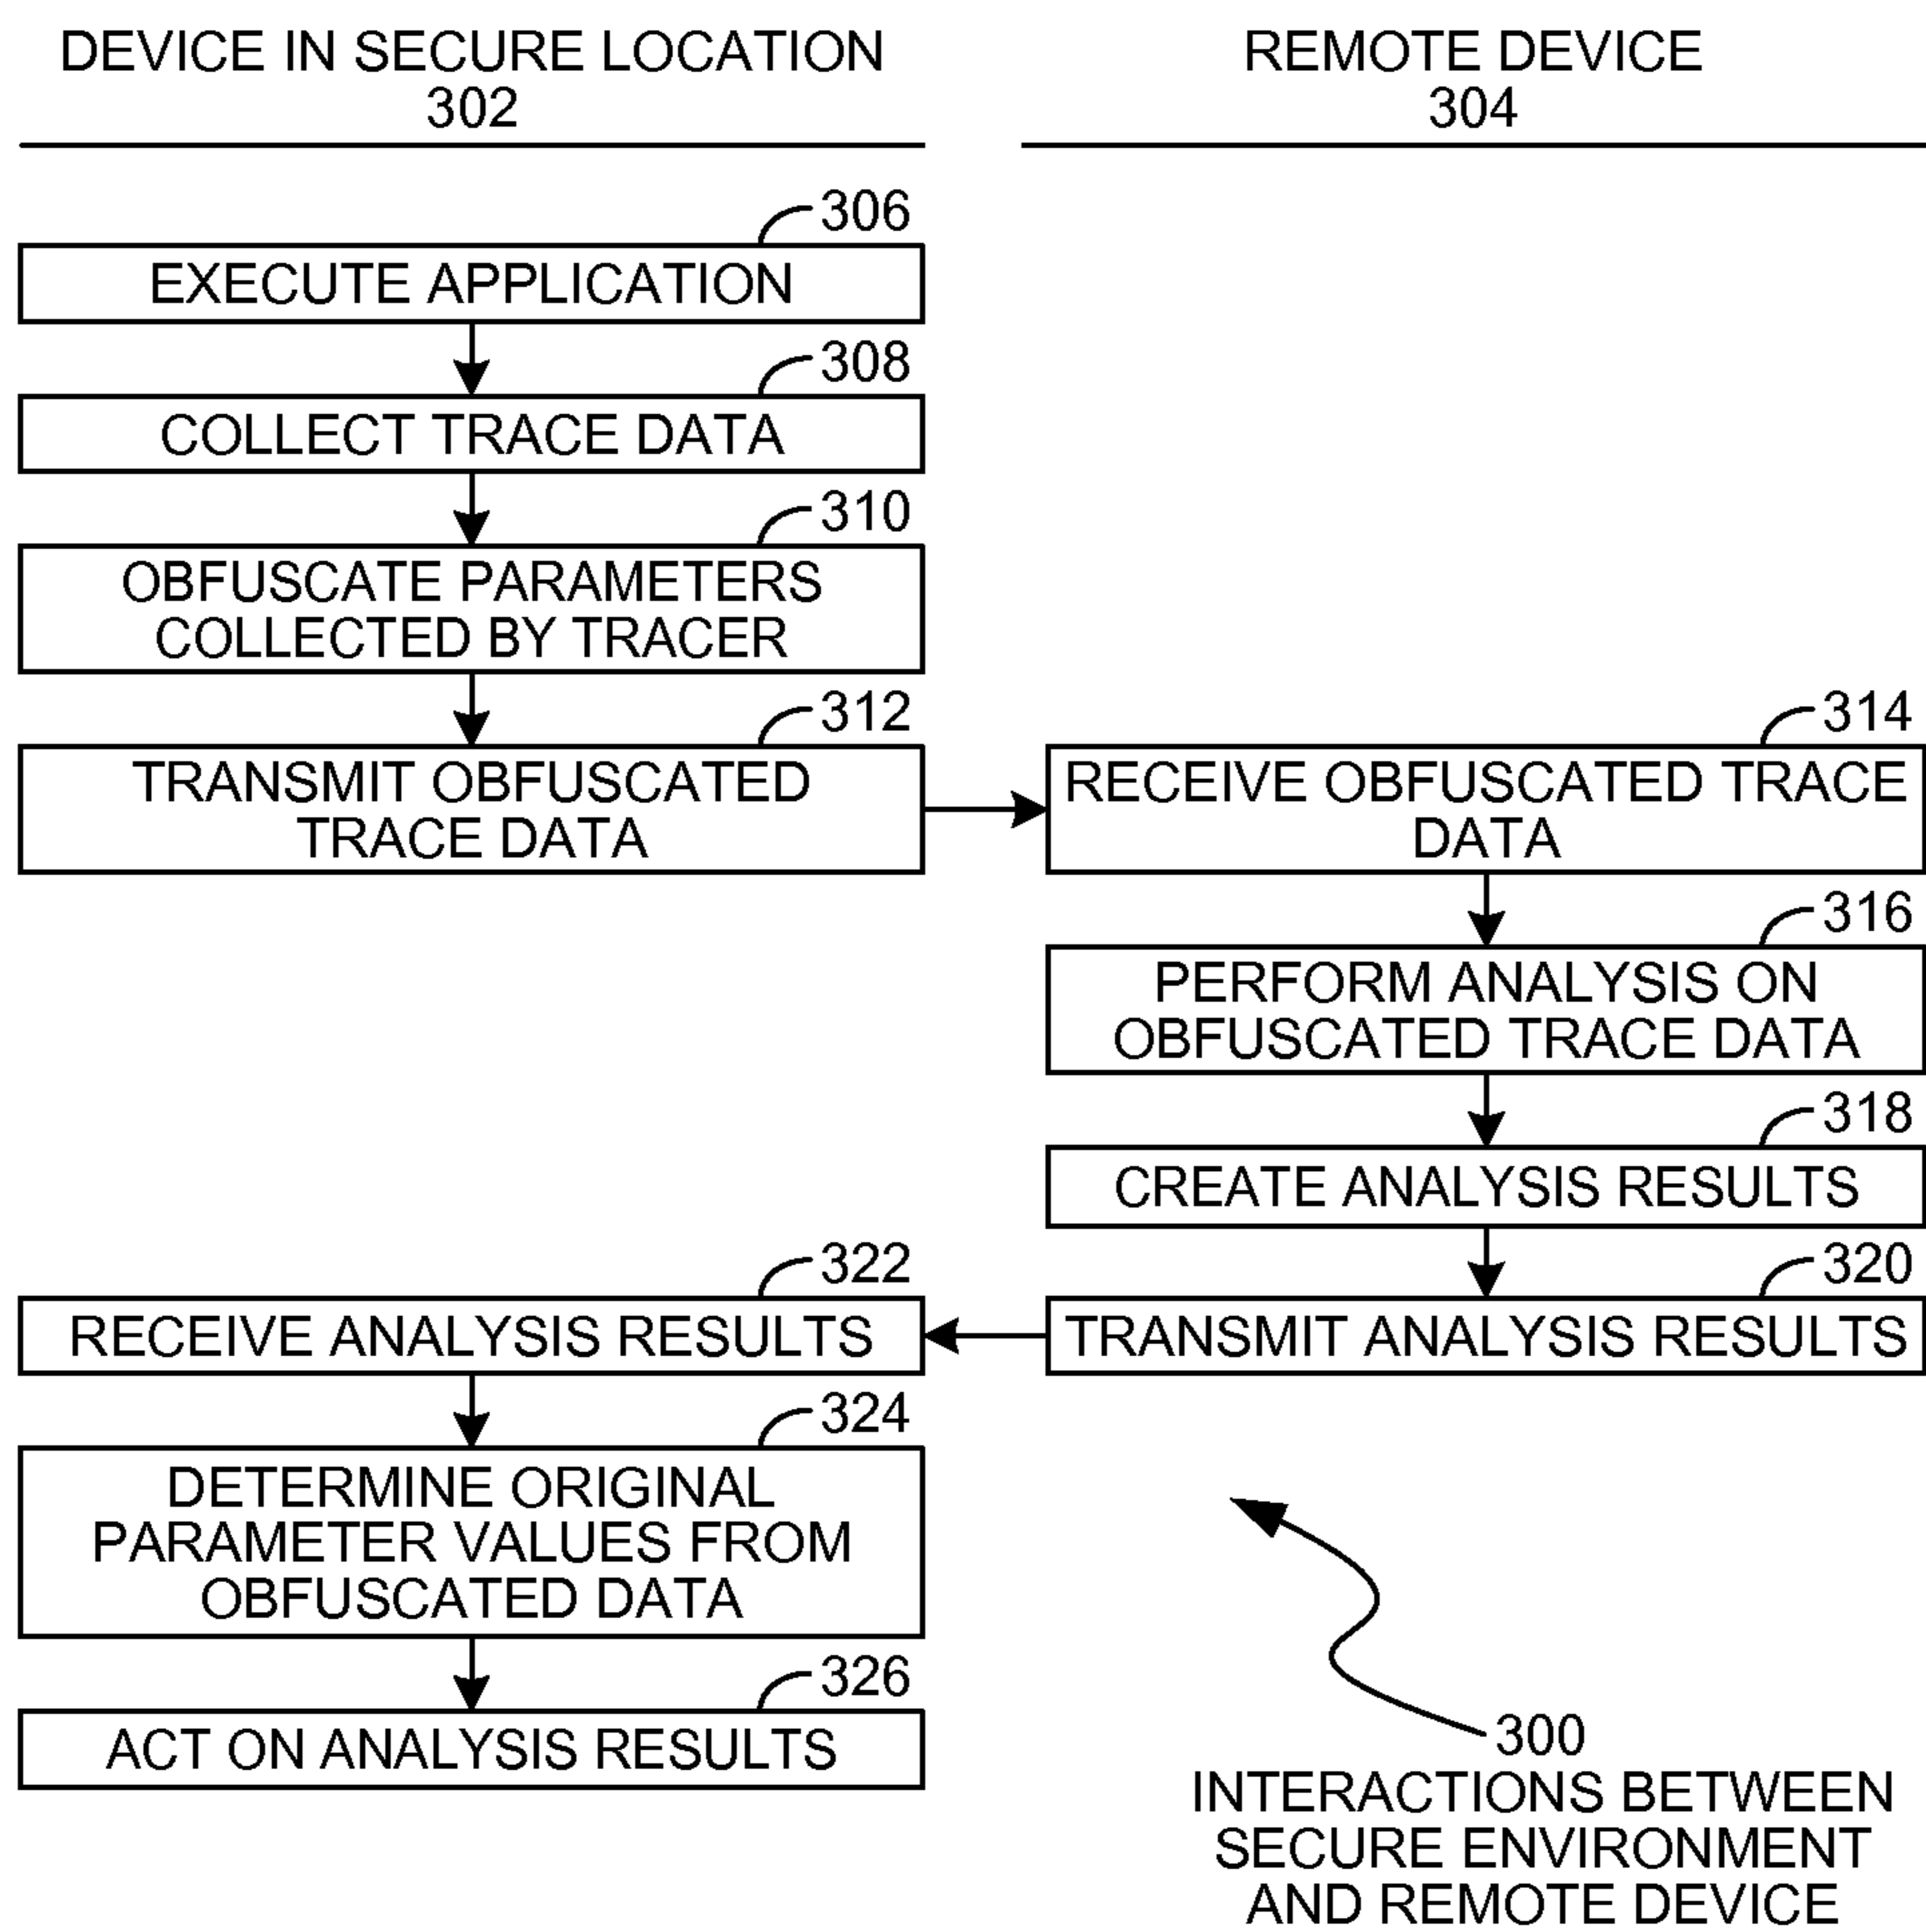 DEVICE IN SECURE LOCATION
302
REMOTE DEVICE
304
306
EXECUTE APPLICATION
308
COLLECT TRACE DATA
310
OBFUSCATE PARAMETERS
COLLECTED BY TRACER
312
TRANSMIT OBFUSCATED
TRACE DATA
314
RECEIVE OBFUSCATED TRACE
DATA
316
PERFORM ANALYSIS ON
OBFUSCATED TRACE DATA
318
CREATE ANALYSIS RESULTS
320
TRANSMIT ANALYSIS RESULTS
322
RECEIVE ANALYSIS RESULTS
324
DETERMINE ORIGINAL
PARAMETER VALUES FROM
OBFUSCATED DATA
326
ACT ON ANALYSIS RESULTS
300
INTERACTIONS BETWEEN
SECURE ENVIRONMENT
AND REMOTE DEVICE